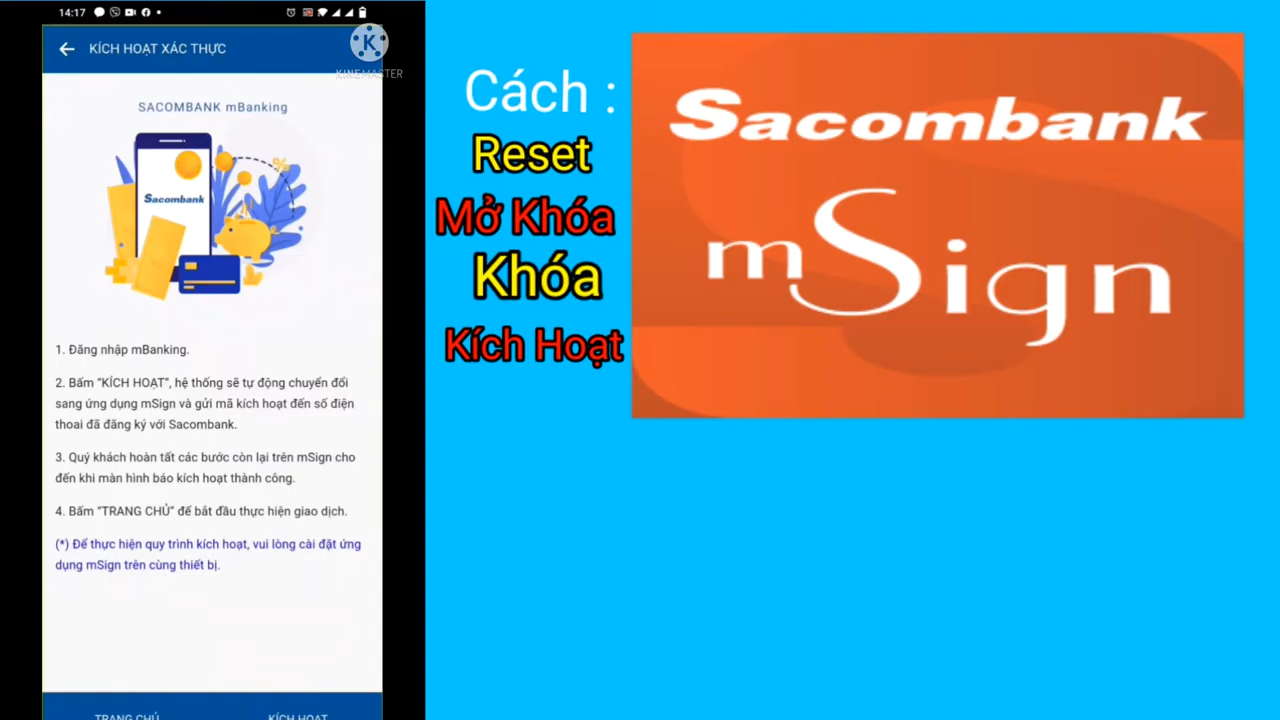 14:17
KÍCH HOẠT XÁC THỰC
K
KINEMASTER
SACOMBANK mBanking
%
Sacombank
1. Đăng nhập mBanking.
2. Bấm "KÍCH HOẠT", hệ thống sẽ tự động chuyển đổi
sang ứng dụng mSign và gửi mã kích hoạt đến số điện
thoai đã đăng ký với Sacombank.
3. Quý khách hoàn tất các bước còn lại trên mSign cho
đến khi màn hình báo kích hoạt thành công.
4. Bấm "TRANG CHỦ" để bắt đầu thực hiện giao dịch.
(*) Để thực hiện quy trình kích hoạt, vui lòng cài đặt ứng
dụng mSign trên cùng thiết bị.
TRANG CHỦ KÍCH HOẠT
Cách :
Reset
Mở Khóa
Khóa
Kích Hoạt
Sacombank
mSign